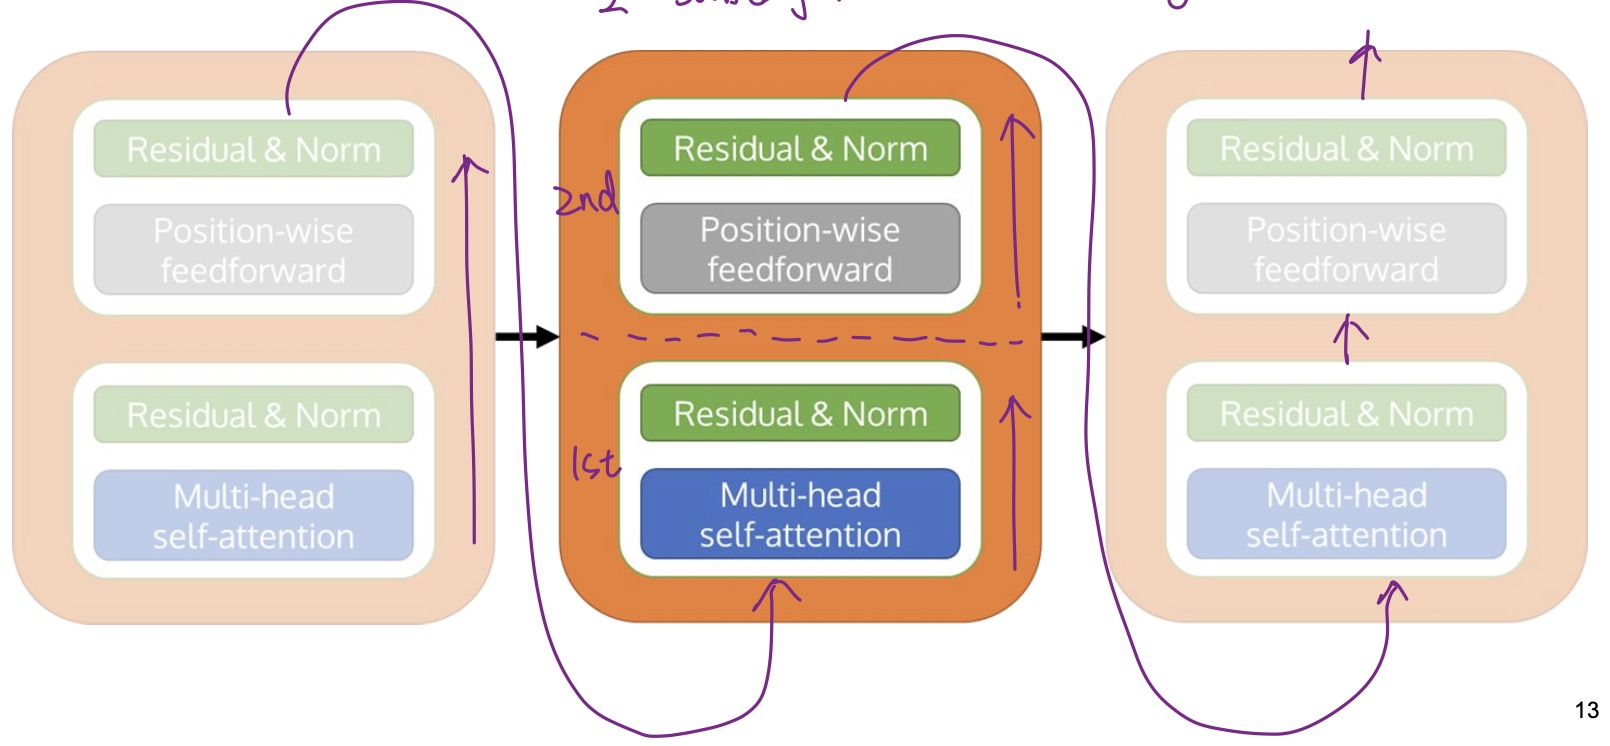 Residual & Norm
Position-wise
feedforward
Residual & Norm
Multi-head
self-attention
2nd
Residual & Norm
Position-wise
feedforward
1st
Residual & Norm
Multi-head
self-attention
Residual & Norm
Position-wise
feedforward
Residual & Norm
Multi-head
self-attention
13